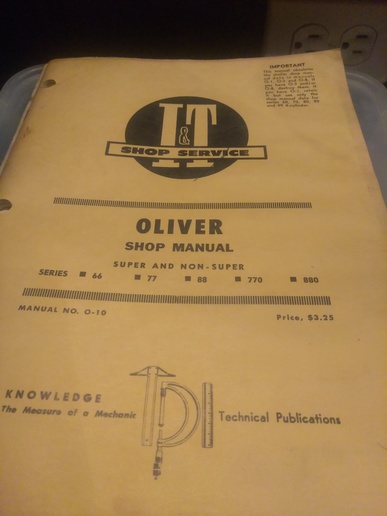 IMPORTANT
I&T
SHOP SERVICE
OLIVER
SHOP MANUAL
SUPER AND NON-SUPER
SERIES ■ 66 ■ 77 ■ 88 ■ 770 ■ 880
MANUAL NO. O-10
Price, $3.25
KNOWLEDGE
The Measure of a Mechanic
Technical Publications